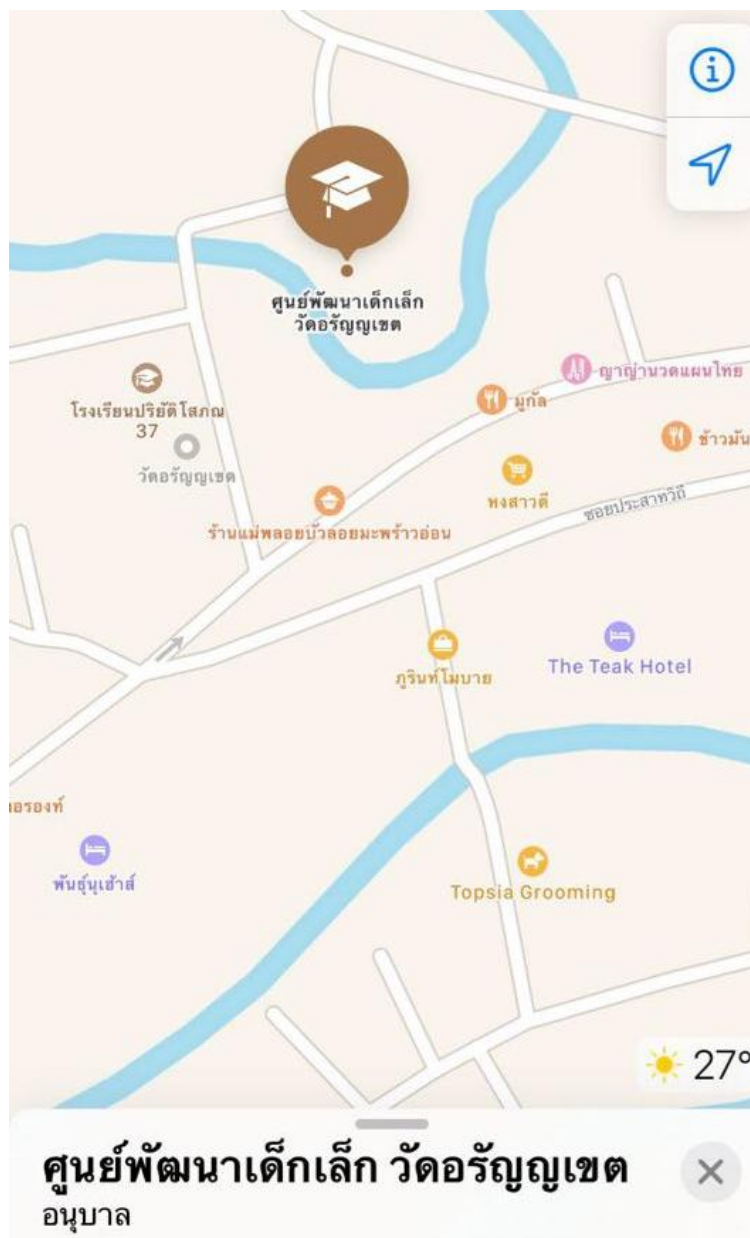 ศูนย์พัฒนาเด็กเล็ก
วัดอรัญญเขต
ญาญ่านวดแผนไทย
โรงเรียนปริยัติโสภณ
37
มูกัล
ข้าวมัน
วัดอรัญเขต
พงสาวดี
ซอยประสาทวิถี
ร้านแม่พลอยบัวลอยมะพร้าวอ่อน
The Teak Hotel
ภูรินท์โมบาย
พันธุ์นุเฮ้าส์
Topsia Grooming
27°
ศูนย์พัฒนาเด็กเล็ก วัดอรัญญเขต
อนุบาล